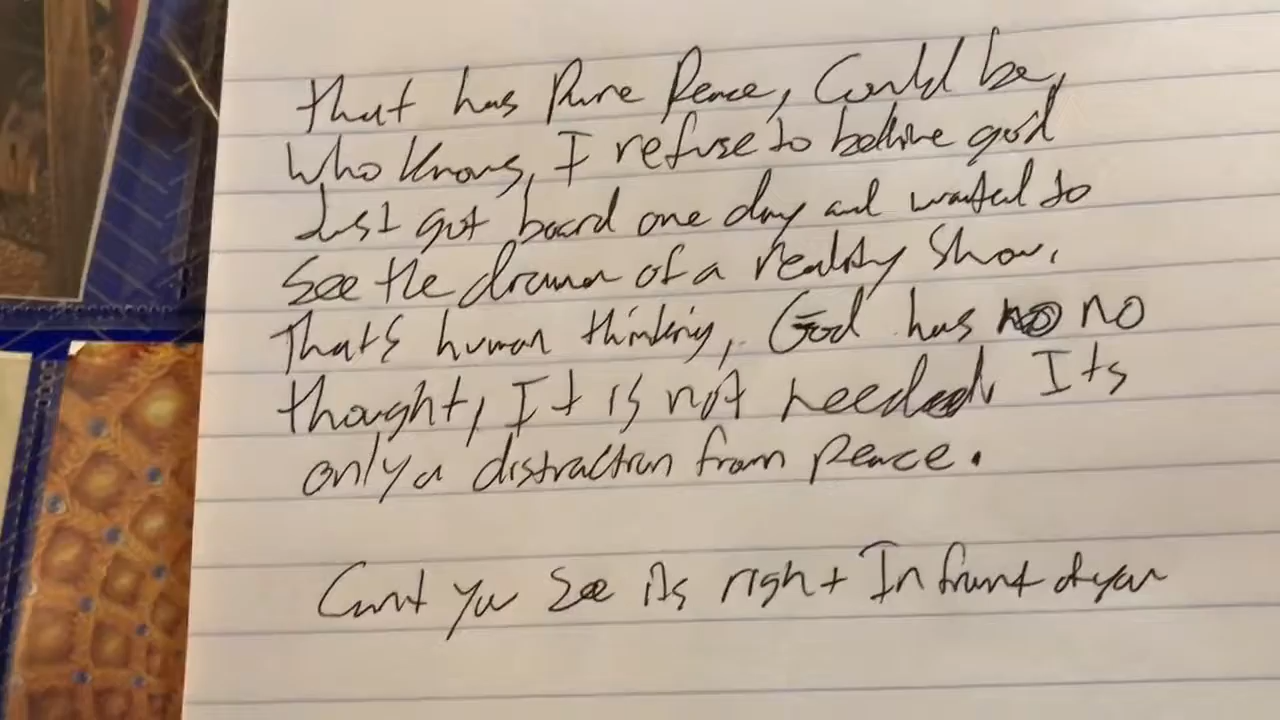 that has Pure Peace, Could be,
Who knows, I refuse to believe god
Just got board one day and wanted to
See the drama of a reality Show.
That's human thinking, God has no no
thought, It is not needed Its
only a distraction from peace.
Cant you See its right In front of you